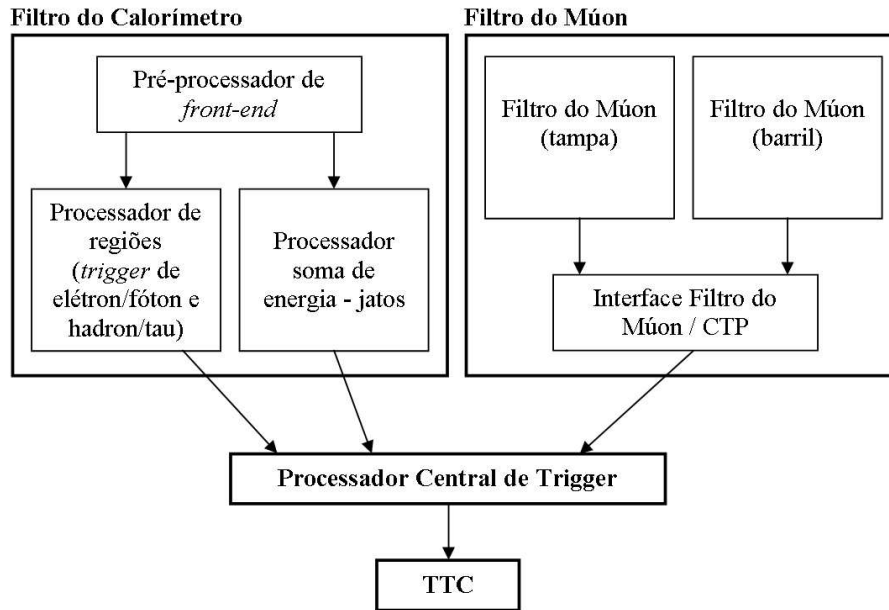 Filtro do Calorímetro
Pré-processador de
front-end
Processador de
regiões
(trigger de
elétron/fóton e
hadron/tau)
Processador
soma de
energia - jatos
Filtro do Múon
Filtro do Múon
(tampa)
Filtro do Múon
(barril)
Interface Filtro do
Múon / CTP
Processador Central de Trigger
TTC